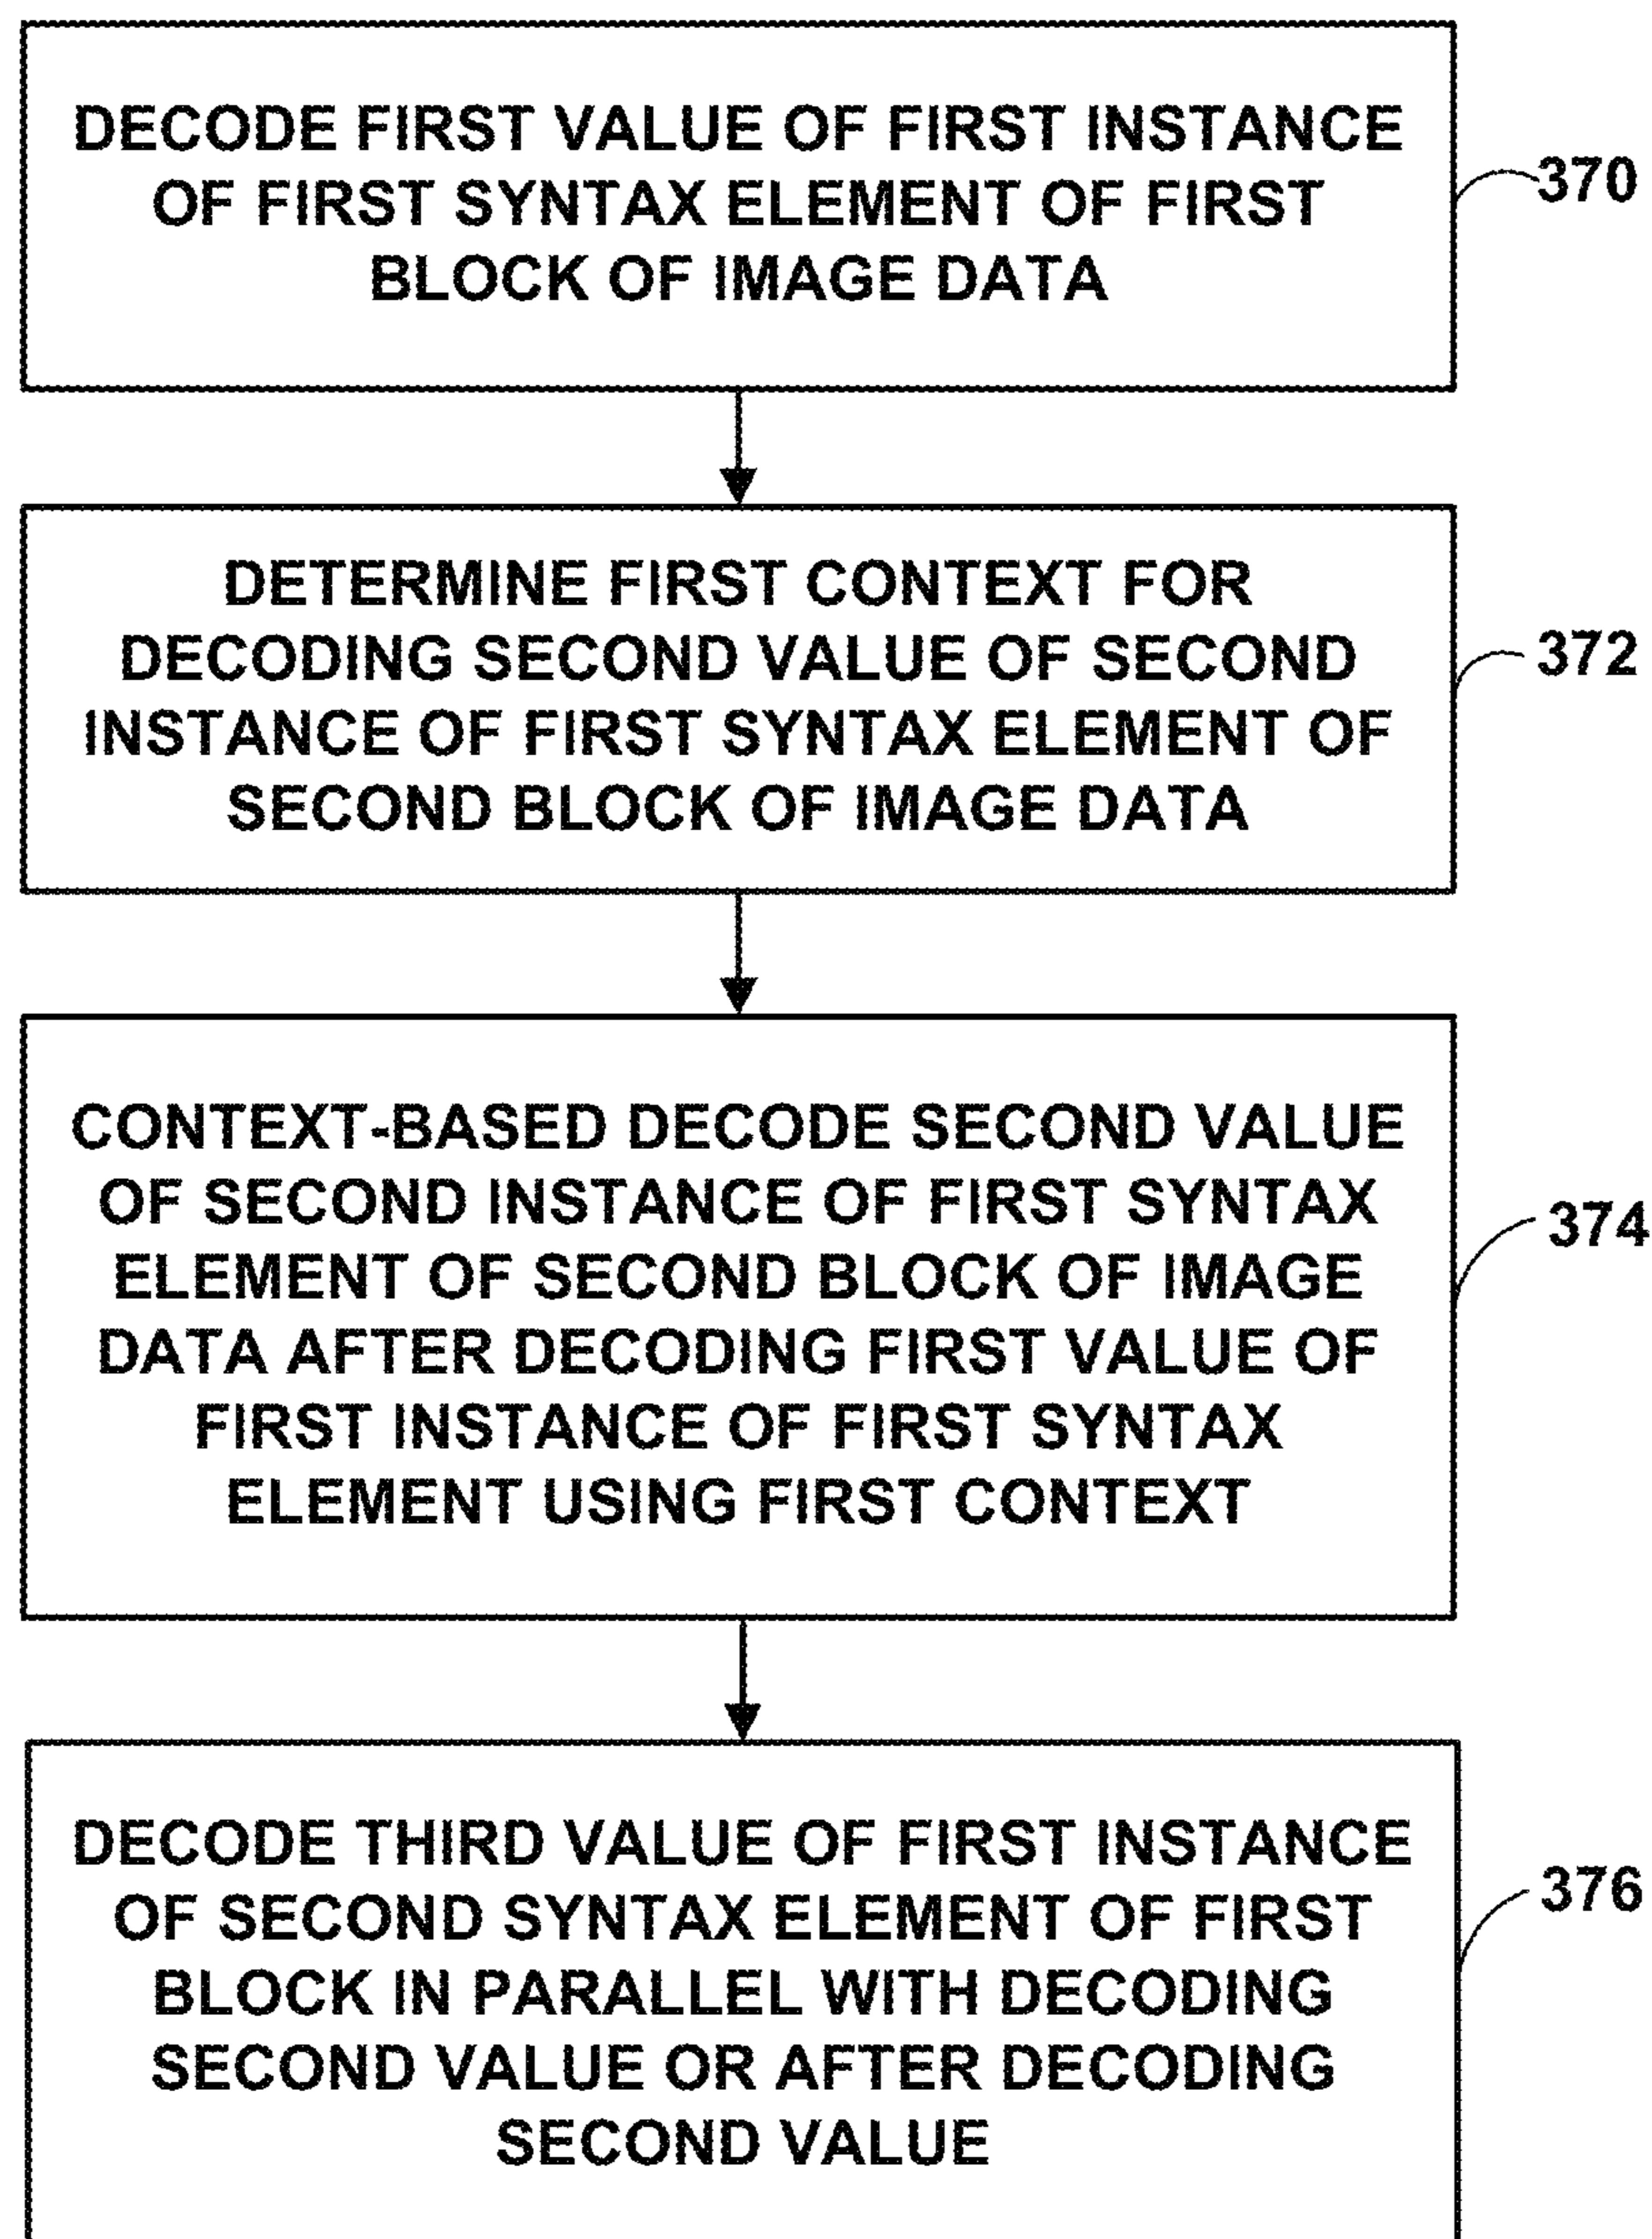 DECODE FIRST VALUE OF FIRST INSTANCE
OF FIRST SYNTAX ELEMENT OF FIRST
BLOCK OF IMAGE DATA
370
DETERMINE FIRST CONTEXT FOR
DECODING SECOND VALUE OF SECOND
INSTANCE OF FIRST SYNTAX ELEMENT OF
SECOND BLOCK OF IMAGE DATA
372
CONTEXT-BASED DECODE SECOND VALUE
OF SECOND INSTANCE OF FIRST SYNTAX
ELEMENT OF SECOND BLOCK OF IMAGE
DATA AFTER DECODING FIRST VALUE OF
FIRST INSTANCE OF FIRST SYNTAX
ELEMENT USING FIRST CONTEXT
374
DECODE THIRD VALUE OF FIRST INSTANCE
OF SECOND SYNTAX ELEMENT OF FIRST
BLOCK IN PARALLEL WITH DECODING
SECOND VALUE OR AFTER DECODING
SECOND VALUE
376